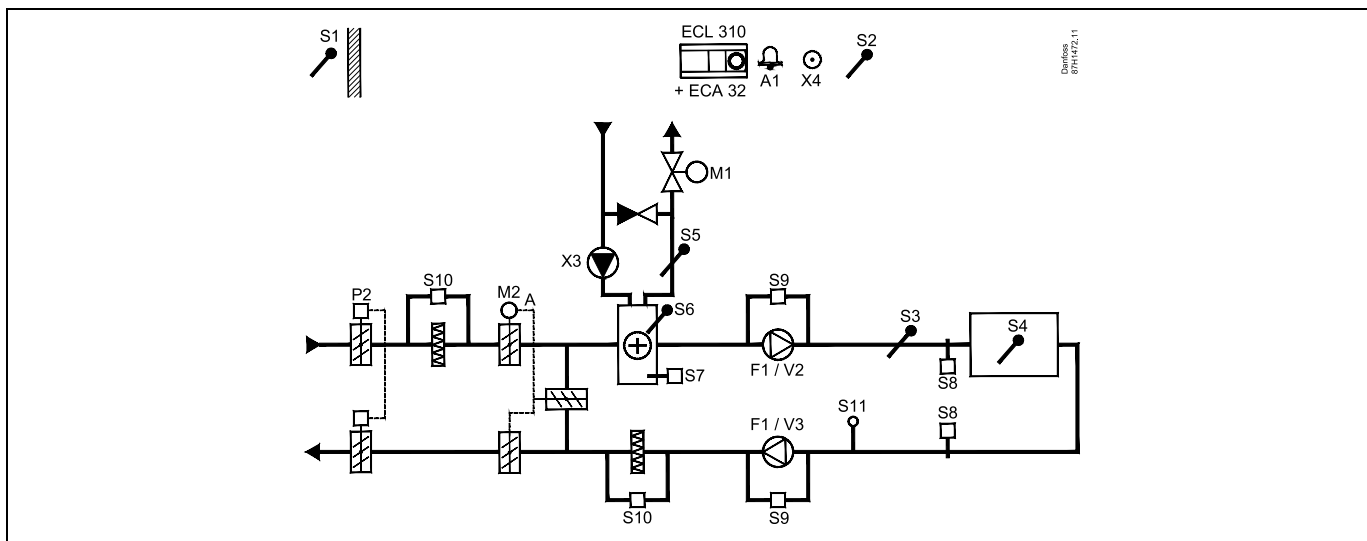 S1
ECL 310
+ ECA 32
A1
X4
S2
Danfoss
87H1472.11
M1
S5
X3
P2
S10
M2
A
S6
S9
S3
S4
F1 / V2
S7
S8
S11
S8
F1 / V3
S10
S9